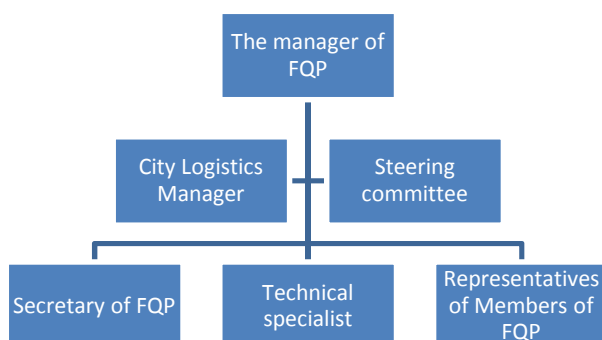 The manager of
FQP
City Logistics
Manager
Steering
committee
Secretary of FQP
Technical
specialist
Representatives
of Members of
FQP